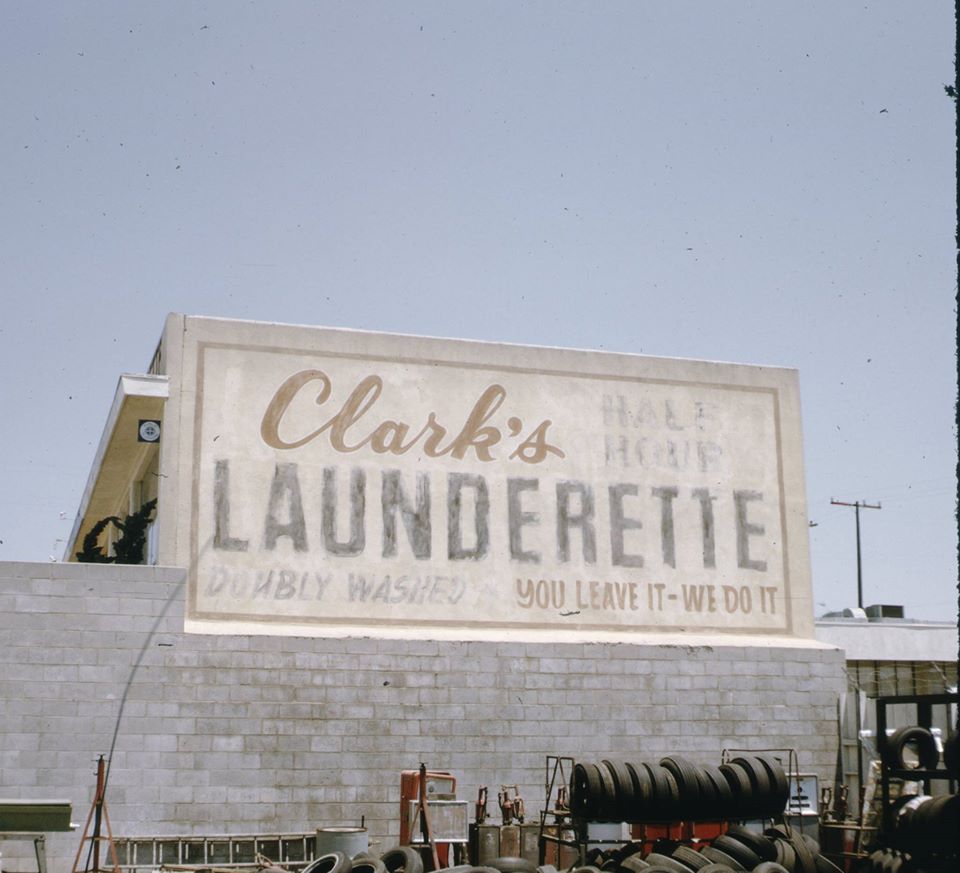 Clark's
HALF
HOUR
LAUNDERETTE
DOUBLY WASHED
YOU LEAVE IT-WE DO IT